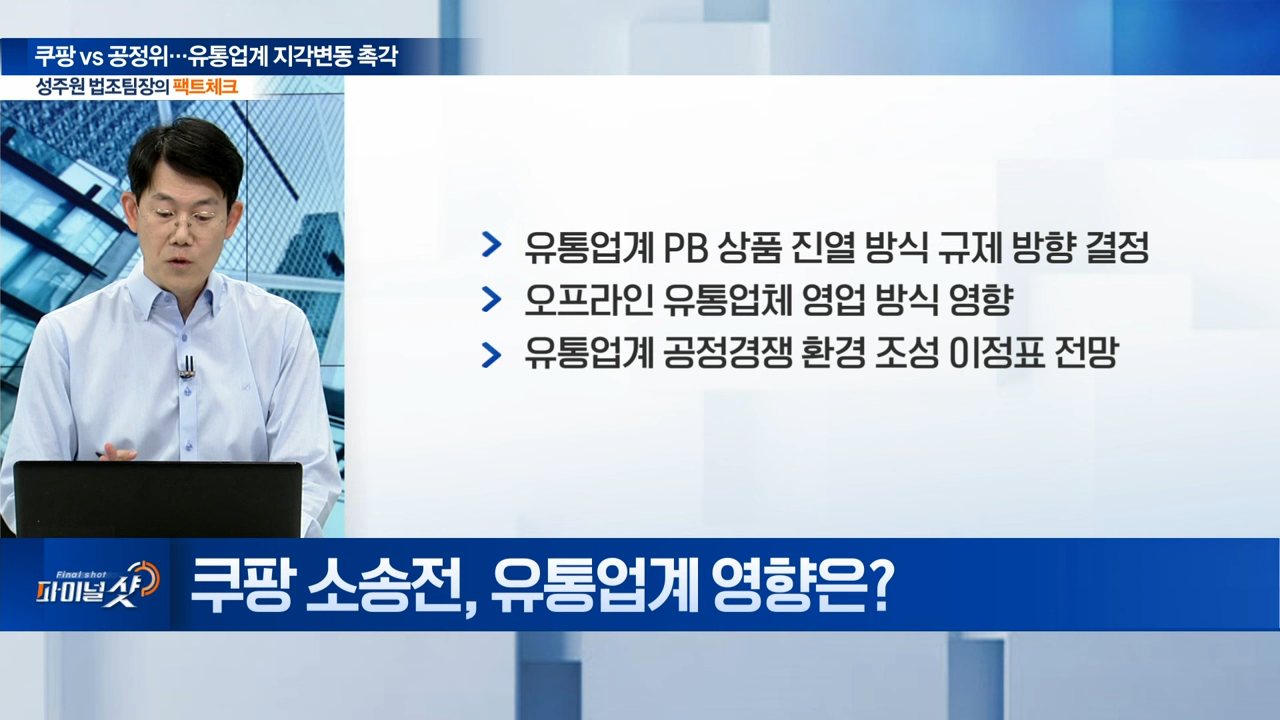 쿠팡 vs 공정위…유통업계 지각변동 촉각
성주원 법조팀장의 팩트체크
유통업계 PB 상품 진열 방식 규제 방향 결정
오프라인 유통업체 영업 방식 영향
유통업계 공정경쟁 환경 조성 이정표 전망
Final shot
파이널 샷
쿠팡 소송전, 유통업계 영향은?